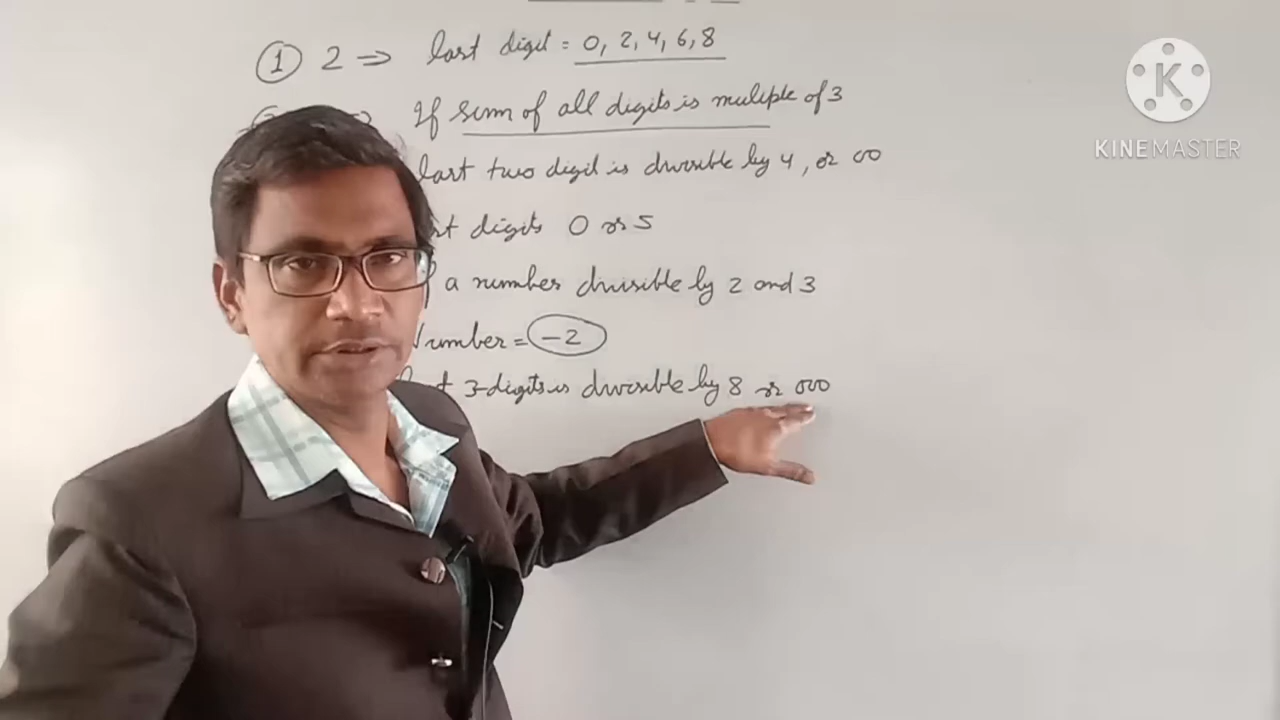 ① 2 ⇒ last digit = 0, 2, 4, 6, 8
If sum of all digits is muliple of 3
last two digit is divisible by 4, or 00
st digits 0 or 5
a number divisible by 2 and 3
Number = -2
3-digits is divisible by 8 or 000
K
KINEMASTER